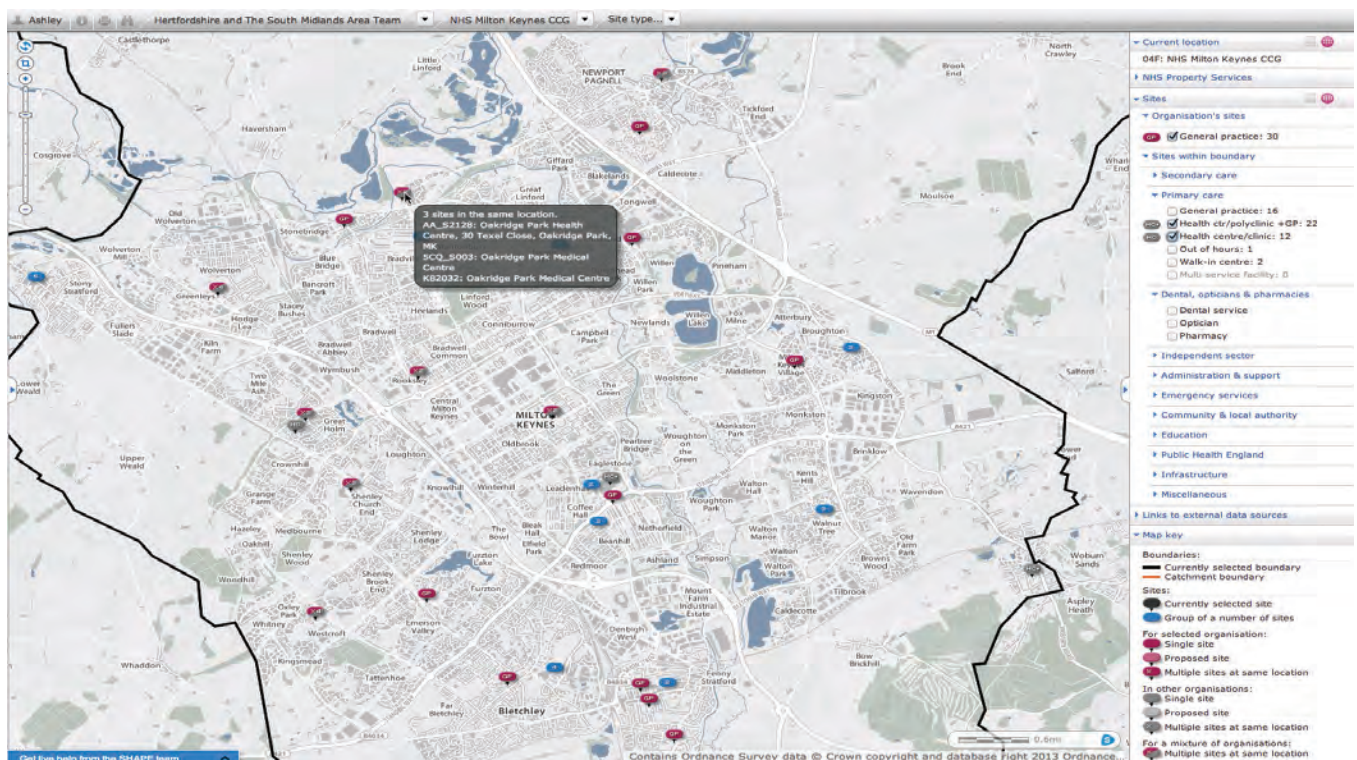 Ashley
Hertfordshire and The South Midlands Area Team
NHS Milton Keynes CCG
Site type...
Castlethorpe
Little Linford
NEWPORT PAGNELL
B526
North Crawley
Brook End
Tickford End
Haversham
Cosgrove
Giffard Park
Blakelands
Caldecote
Great Linford
Tongwell
Moulsoe
Old Wolverton
Stonebridge
3 sites in the same location.
AA_S2128: Oakridge Park Health
Centre, 30 Texel Close, Oakridge Park,
MK
5CQ_S003: Oakridge Park Medical
Centre
K82032: Oakridge Park Medical Centre
Wolverton Mill
Blue Bridge
Wolverton
Bancroft Park
Willen
Willen Park
Pineham
Stony Stratford
Greenleys
Stacey Bushes
Linford Wood
Heelands
Hodge Lea
Fullers Slade
Conniburrow
Campbell Park
Newlands
Willen Lake
Fox Milne
Atterbury
Broughton
M1
Kiln Farm
Bradwell
Bradwell Abbey
Bradwell Common
Wymbush
Rooksley
Village
Middleton
Woolstone
Salford
Lower Weald
Two Mile Ash
The Green
Kingston
Central Milton Keynes
MILTON KEYNES
Great Holm
Monkston
Monkston Park
A421
Oldbrook
Peartree Bridge
Woughton on the Green
Brinklow
Upper Weald
Loughton
Crownhill
Eaglestone
Kents Hill
Grange Farm
Shenley Church End
Knowlhill
Winterhill
Leadenhall
Coffee Hall
Walton Hall
Wavendon
Woughton Park
Hazeley
Medbourne
Oakhill
Shenley Wood
Shenley Lodge
The Bowl
Bleak Hall
Elfield Park
Beanhill
Netherfield
Walton Manor
Walnut Tree
Old Farm Park
Woodhill
Furzton Lake
Redmoor
Ashland
Simpson
Walton Park
Browns Wood
Woburn Sands
Shenley Brook End
Furzton
Mount Farm Industrial Estate
Tilbrook
Aspley Heath
Oxley Park
Whitney
Westcroft
Emerson Valley
Caldecotte
Denbigh West
Whaddon
Kingsmead
Tattenhoe
Bow Brickhill
Fenny Stratford
Far Bletchley
Bletchley
0.6mi
Get live help from the SHAPE team
Contains Ordnance Survey data © Crown copyright and database right 2013 Ordnance...
Current location
04F: NHS Milton Keynes CCG
NHS Property Services
Sites
Organisation's sites
GP General practice: 30
Sites within boundary
Secondary care
Primary care
General practice: 16
Health ctr/polyclinic +GP: 22
Health centre/clinic: 12
Out of hours: 1
Walk-in centre: 2
Multi service facility: 0
Dental, opticians & pharmacies
Dental service
Optician
Pharmacy
Independent sector
Administration & support
Emergency services
Community & local authority
Education
Public Health England
Infrastructure
Miscellaneous
Links to external data sources
Map key
Boundaries:
Currently selected boundary
Catchment boundary
Sites:
Currently selected site
Group of a number of sites
For selected organisation:
Single site
Proposed site
Multiple sites at same location
In other organisations:
Single site
Proposed site
Multiple sites at same location
For a mixture of organisations:
Multiple sites at same location